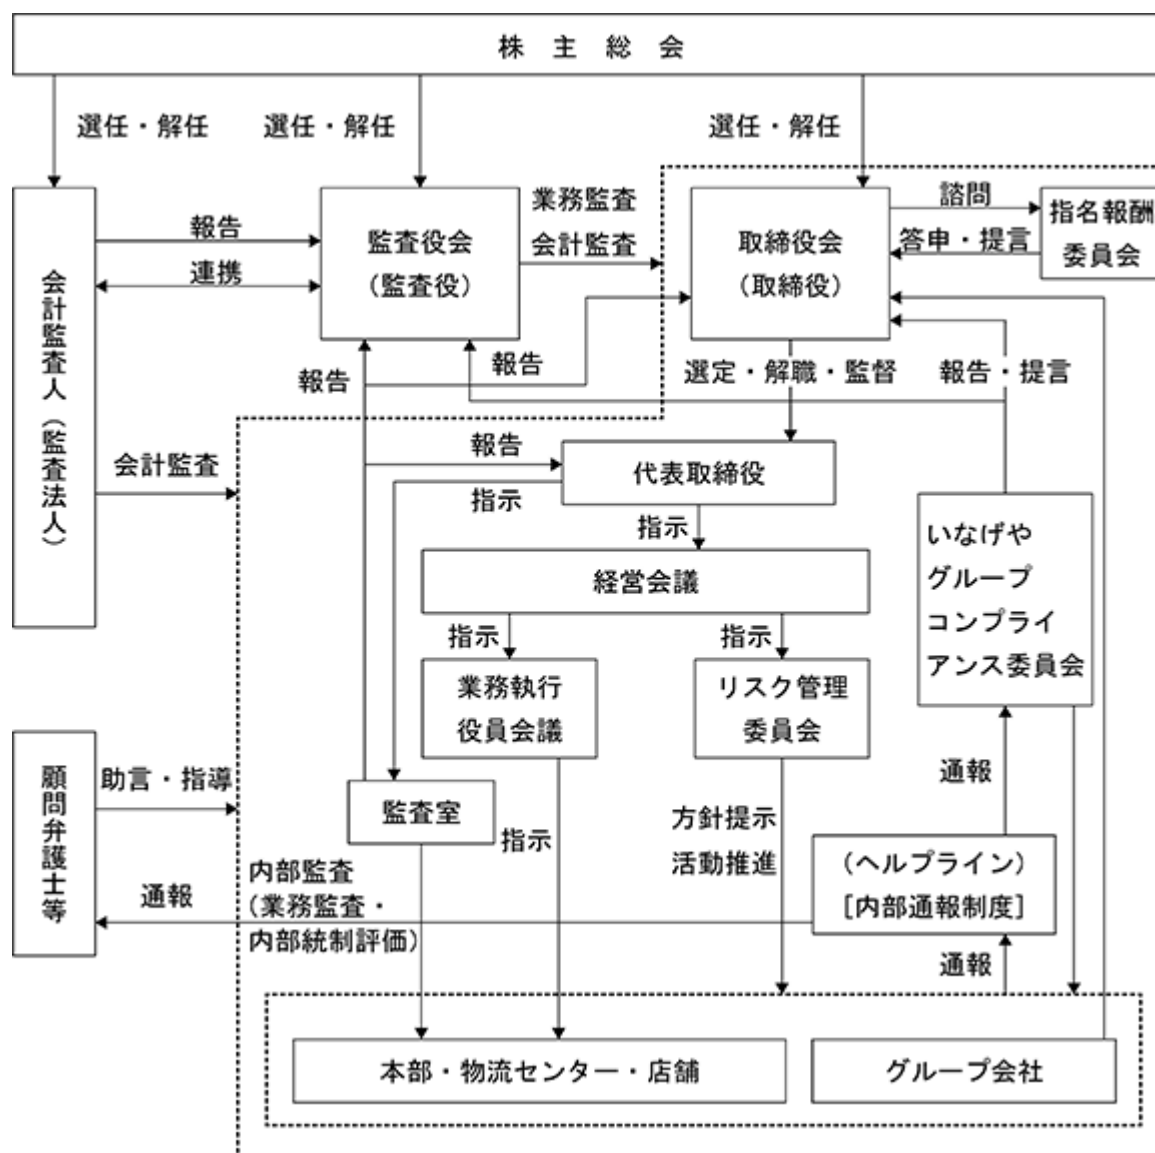 株 主 総 会
選任・解任
選任・解任
選任・解任
会計監査人（監査法人）
報告
連携
監査役会
（監査役）
業務監査
会計監査
取締役会
（取締役）
諮問
答申・提言
指名報酬
委員会
報告
報告
選定・解職・監督
報告・提言
会計監査
報告
指示
代表取締役
指示
経営会議
いなげや
グループ
コンプライ
アンス委員会
指示
指示
業務執行
役員会議
リスク管理
委員会
顧問弁護士等
助言・指導
通報
監査室
指示
方針提示
活動推進
通報
（ヘルプライン）
［内部通報制度］
内部監査
（業務監査・
内部統制評価）
通報
本部・物流センター・店舗
グループ会社